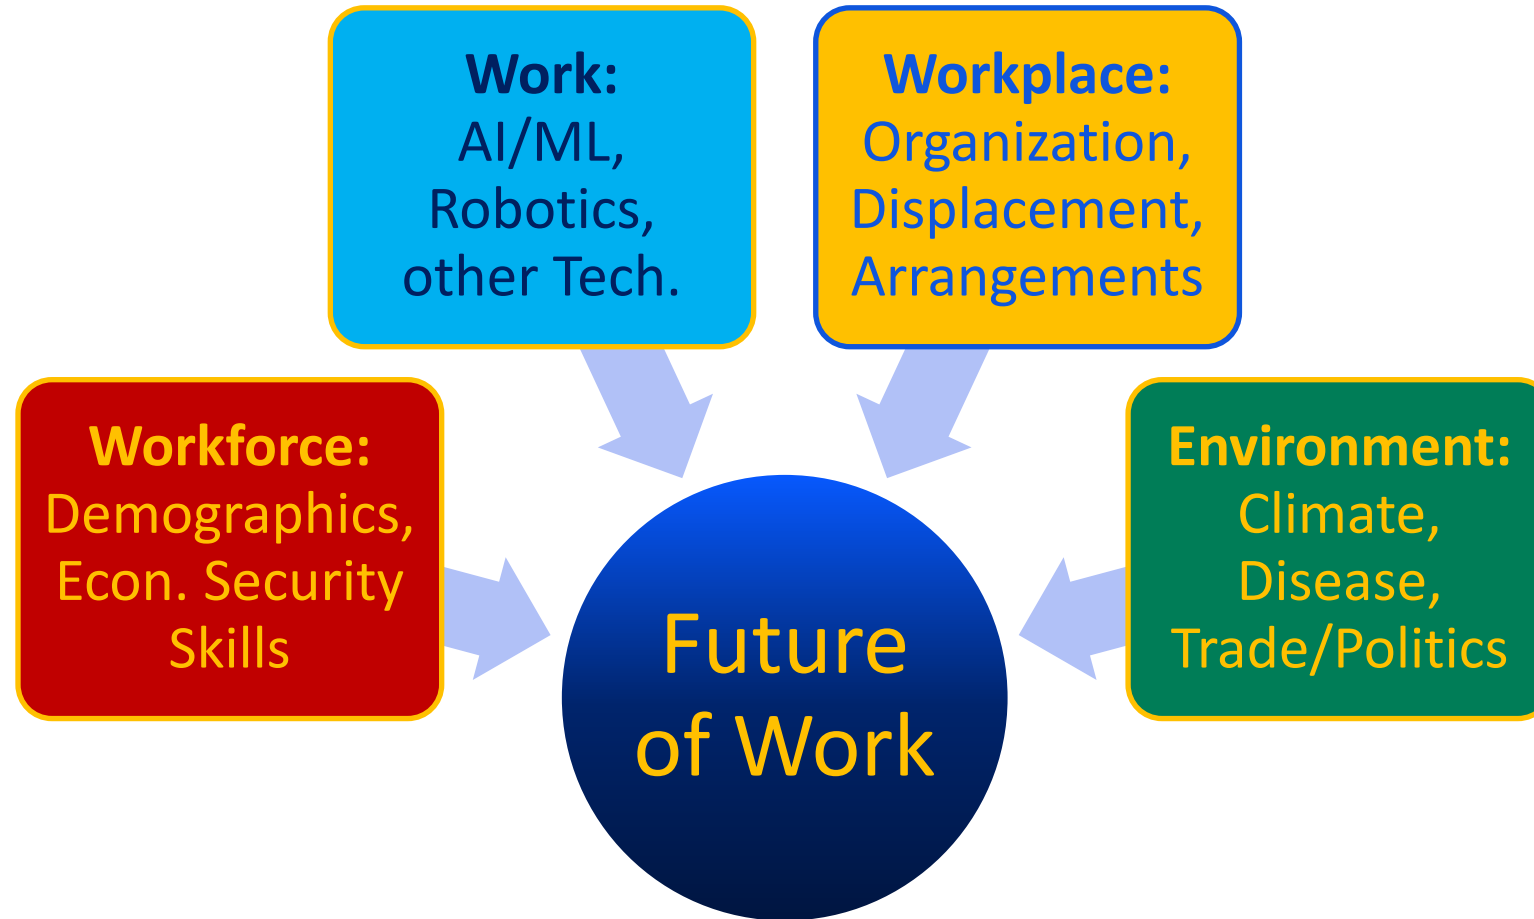 Work:
AI/ML,
Robotics,
other Tech.
Workplace:
Organization,
Displacement,
Arrangements
Workforce:
Demographics,
Econ. Security
Skills
Environment:
Climate,
Disease,
Trade/Politics
Future
of Work